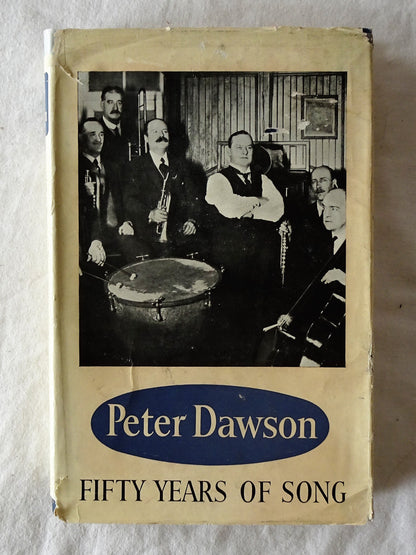 Peter Dawson
FIFTY YEARS OF SONG